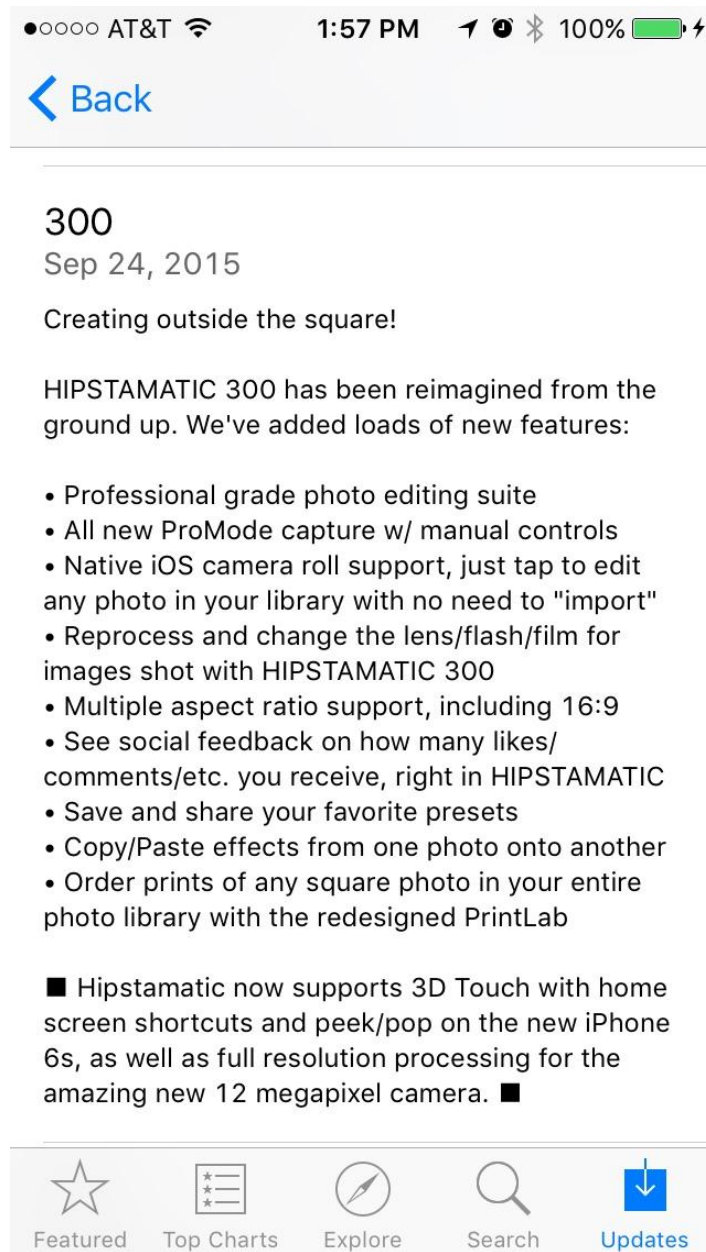 ●○○○○ AT&T 1:57 PM 100%
Back
300
Sep 24, 2015
Creating outside the square!
HIPSTAMATIC 300 has been reimagined from the
ground up. We've added loads of new features:
• Professional grade photo editing suite
• All new ProMode capture w/ manual controls
• Native iOS camera roll support, just tap to edit
any photo in your library with no need to "import"
• Reprocess and change the lens/flash/film for
images shot with HIPSTAMATIC 300
• Multiple aspect ratio support, including 16:9
• See social feedback on how many likes/
comments/etc. you receive, right in HIPSTAMATIC
• Save and share your favorite presets
• Copy/Paste effects from one photo onto another
• Order prints of any square photo in your entire
photo library with the redesigned PrintLab
■ Hipstamatic now supports 3D Touch with home
screen shortcuts and peek/pop on the new iPhone
6s, as well as full resolution processing for the
amazing new 12 megapixel camera. ■
Featured Top Charts Explore Search Updates